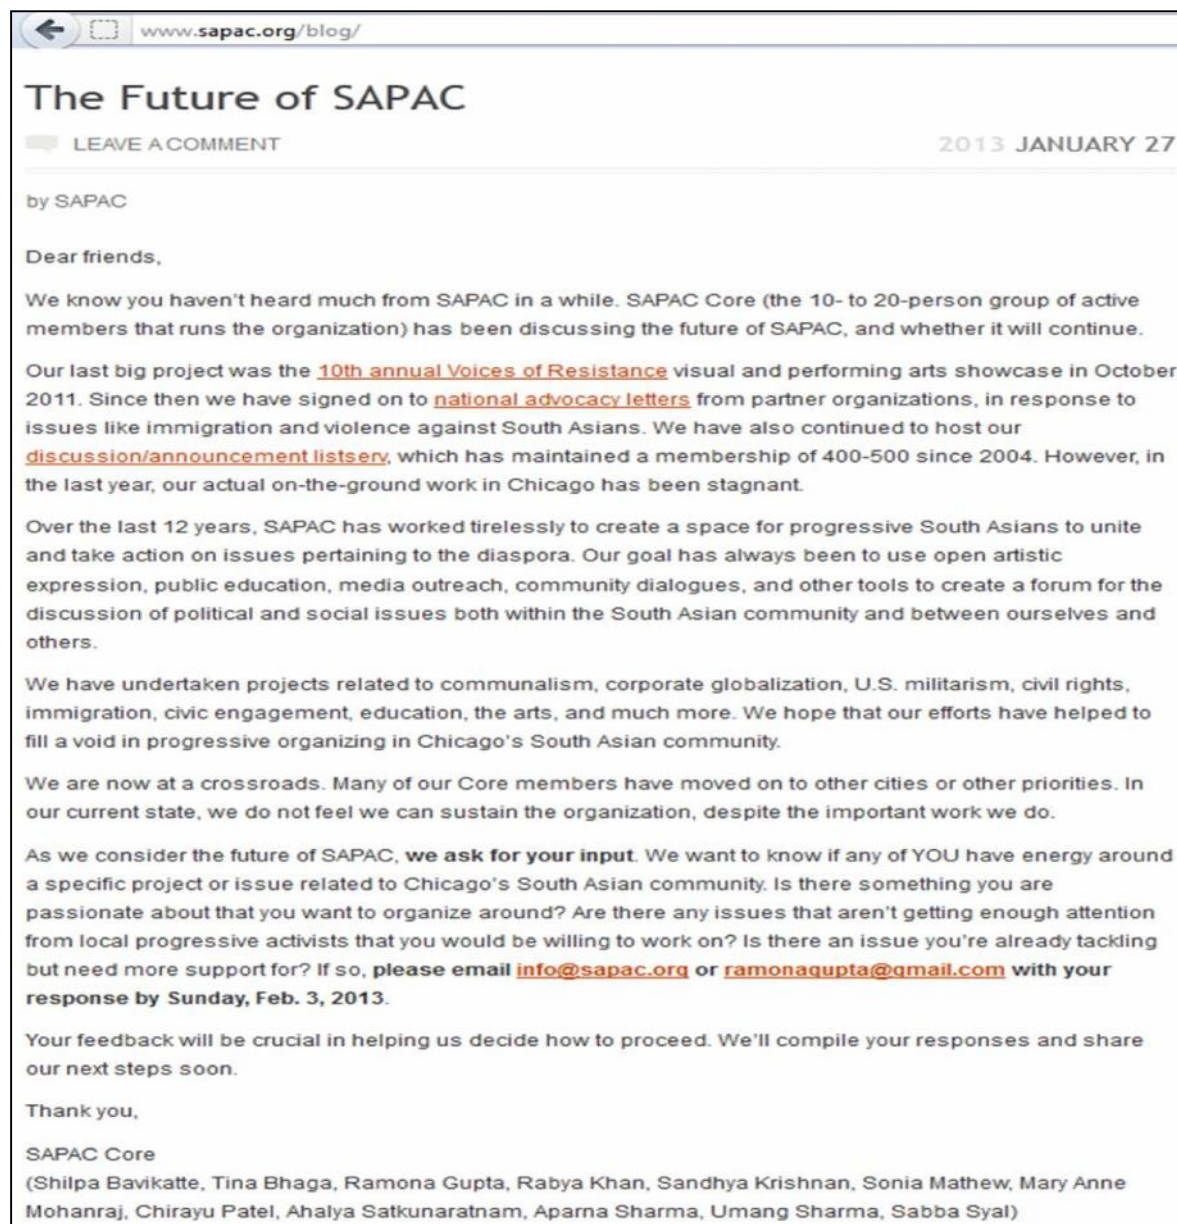 www.sapac.org/blog/
The Future of SAPAC
LEAVE A COMMENT 2013 JANUARY 27
by SAPAC
Dear friends,
We know you haven't heard much from SAPAC in a while. SAPAC Core (the 10- to 20-person group of active
members that runs the organization) has been discussing the future of SAPAC, and whether it will continue.
Our last big project was the 10th annual Voices of Resistance visual and performing arts showcase in October
2011. Since then we have signed on to national advocacy letters from partner organizations, in response to
issues like immigration and violence against South Asians. We have also continued to host our
discussion/announcement listserv, which has maintained a membership of 400-500 since 2004. However, in
the last year, our actual on-the-ground work in Chicago has been stagnant.
Over the last 12 years, SAPAC has worked tirelessly to create a space for progressive South Asians to unite
and take action on issues pertaining to the diaspora. Our goal has always been to use open artistic
expression, public education, media outreach, community dialogues, and other tools to create a forum for the
discussion of political and social issues both within the South Asian community and between ourselves and
others.
We have undertaken projects related to communalism, corporate globalization, U.S. militarism, civil rights,
immigration, civic engagement, education, the arts, and much more. We hope that our efforts have helped to
fill a void in progressive organizing in Chicago's South Asian community.
We are now at a crossroads. Many of our Core members have moved on to other cities or other priorities. In
our current state, we do not feel we can sustain the organization, despite the important work we do.
As we consider the future of SAPAC, we ask for your input. We want to know if any of YOU have energy around
a specific project or issue related to Chicago's South Asian community. Is there something you are
passionate about that you want to organize around? Are there any issues that aren't getting enough attention
from local progressive activists that you would be willing to work on? Is there an issue you're already tackling
but need more support for? If so, please email info@sapac.org or ramonagupta@gmail.com with your
response by Sunday, Feb. 3, 2013.
Your feedback will be crucial in helping us decide how to proceed. We'll compile your responses and share
our next steps soon.
Thank you,
SAPAC Core
(Shilpa Bavikatte, Tina Bhaga, Ramona Gupta, Rabya Khan, Sandhya Krishnan, Sonia Mathew, Mary Anne
Mohanraj, Chirayu Patel, Ahalya Satkunaratnam, Aparna Sharma, Umang Sharma, Sabba Syal)